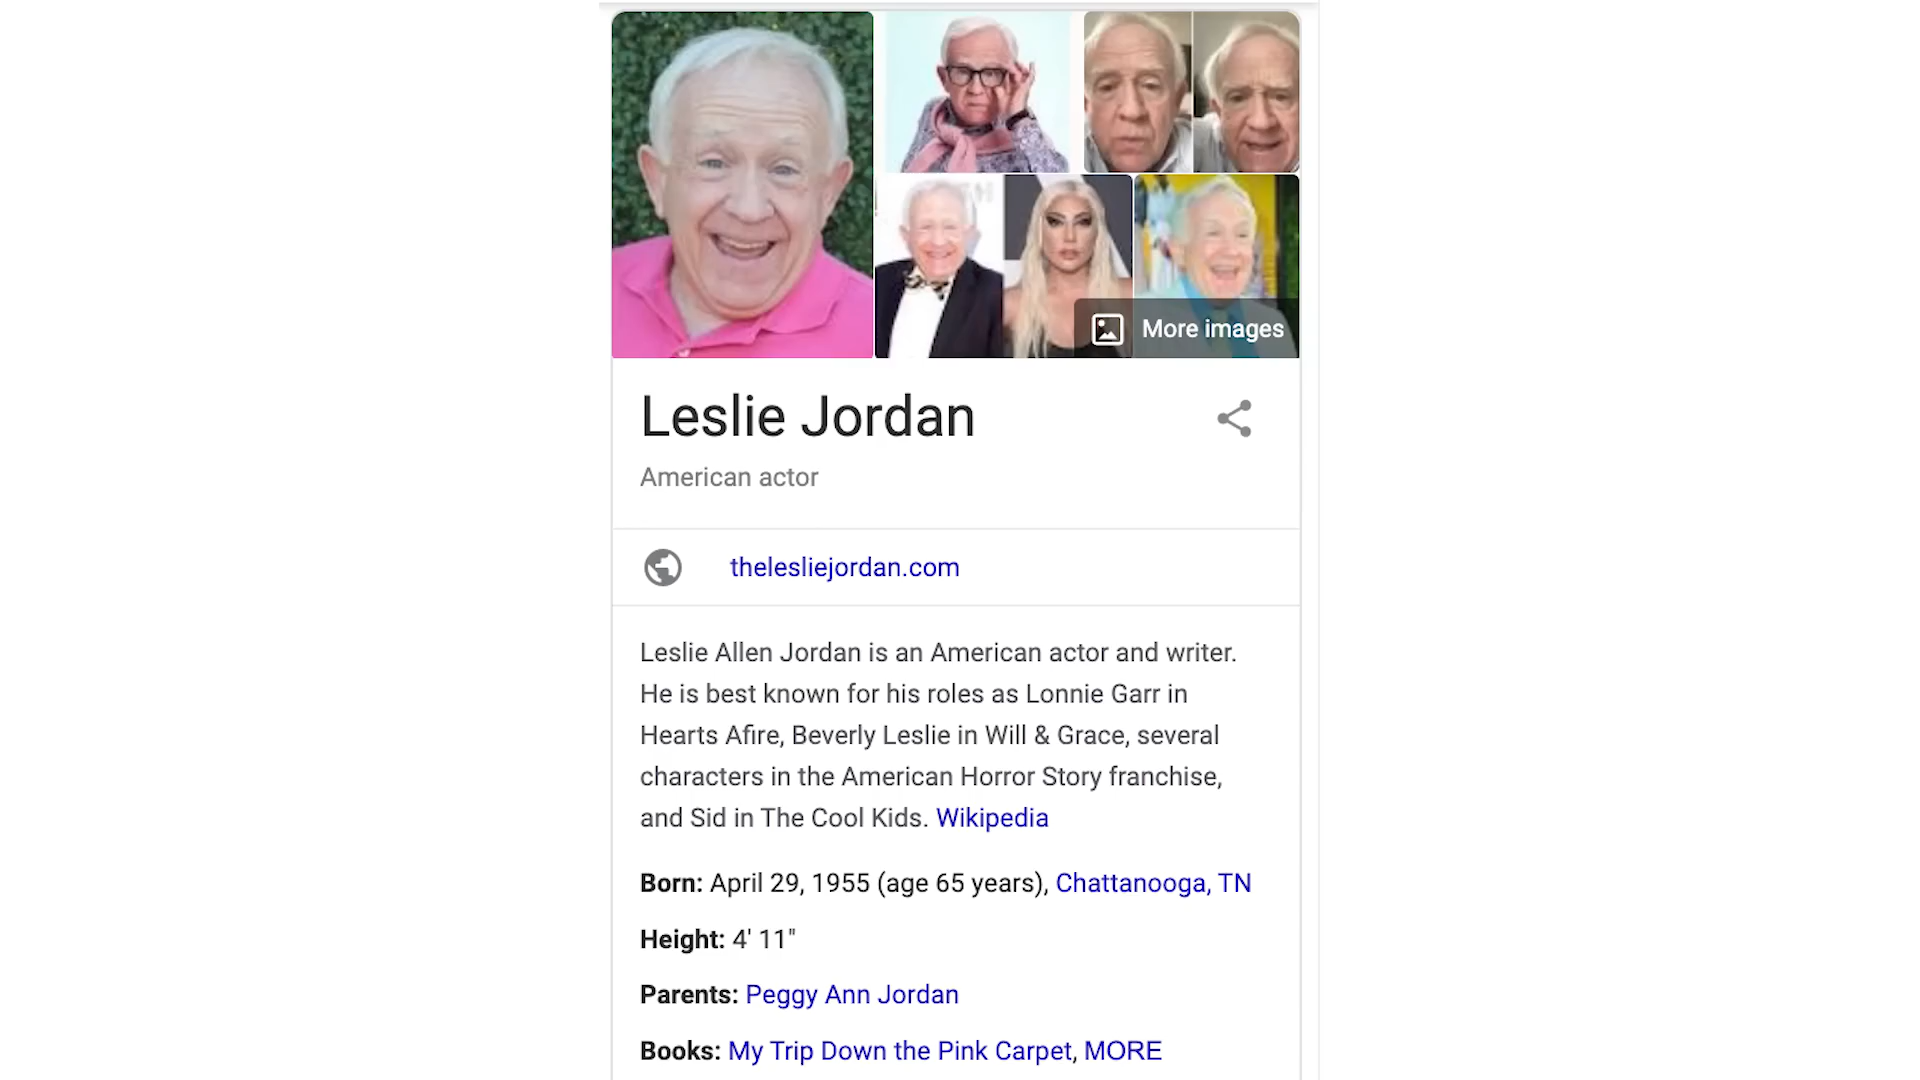 More images
Leslie Jordan
American actor
thelesliejordan.com
Leslie Allen Jordan is an American actor and writer.
He is best known for his roles as Lonnie Garr in
Hearts Afire, Beverly Leslie in Will & Grace, several
characters in the American Horror Story franchise,
and Sid in The Cool Kids. Wikipedia
Born: April 29, 1955 (age 65 years), Chattanooga, TN
Height: 4' 11"
Parents: Peggy Ann Jordan
Books: My Trip Down the Pink Carpet, MORE